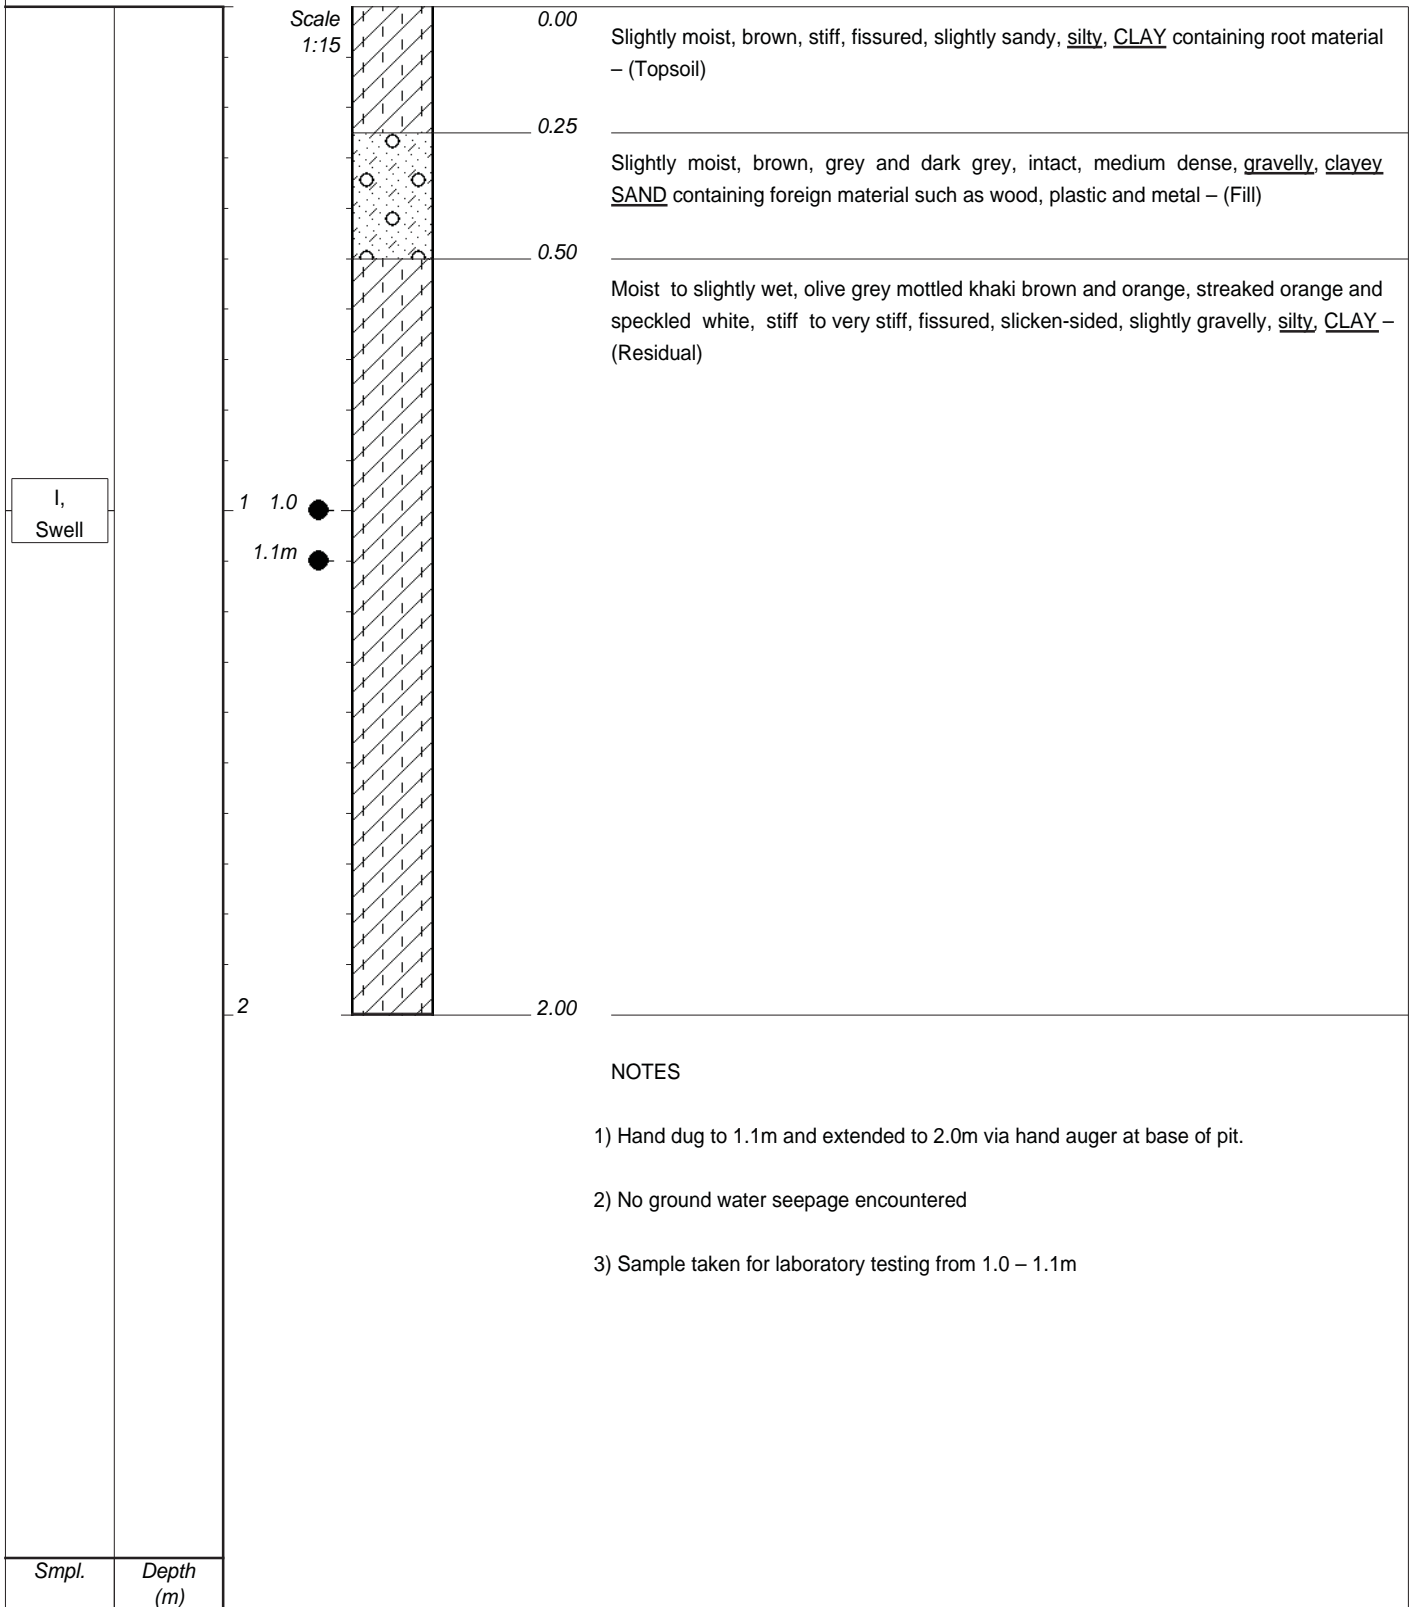 Scale
1:15
0.00
Slightly moist, brown, stiff, fissured, slightly sandy, silty, CLAY containing root material
– (Topsoil)
0.25
Slightly moist, brown, grey and dark grey, intact, medium dense, gravelly, clayey
SAND containing foreign material such as wood, plastic and metal – (Fill)
0.50
Moist to slightly wet, olive grey mottled khaki brown and orange, streaked orange and
speckled white, stiff to very stiff, fissured, slicken-sided, slightly gravelly, silty, CLAY –
(Residual)
I,
Swell
1 1.0
1.1m
2
2.00
NOTES
1) Hand dug to 1.1m and extended to 2.0m via hand auger at base of pit.
2) No ground water seepage encountered
3) Sample taken for laboratory testing from 1.0 – 1.1m
Smpl.
Depth
(m)